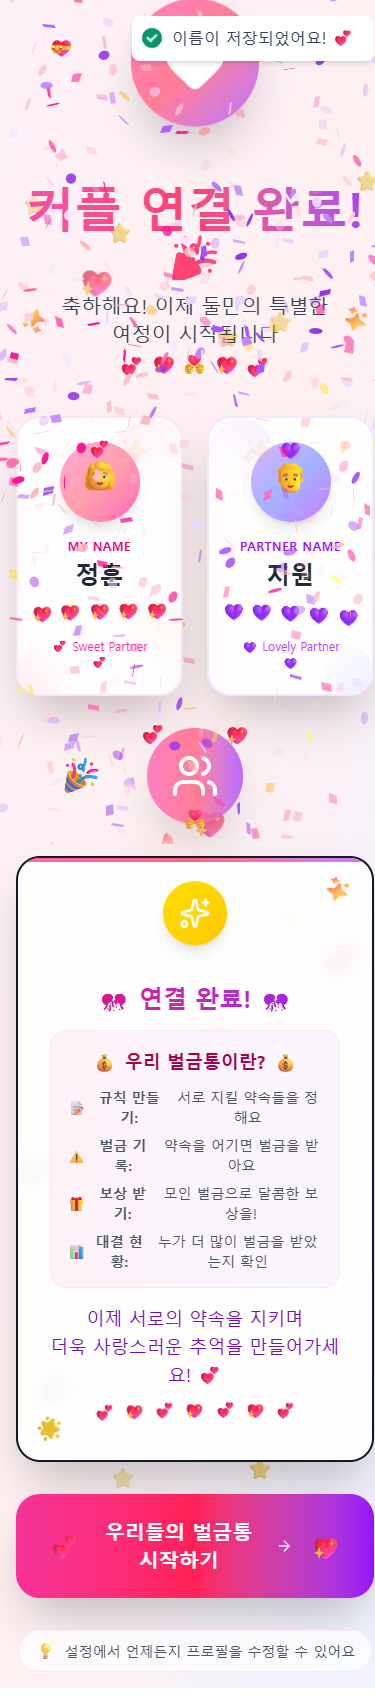 이름이 저장되었어요! 💕
커플 연결 완료!
🎉
축하해요! 이제 둘만의 특별한
여정이 시작됩니다
MY NAME
정훈
Sweet Partner
PARTNER NAME
지원
Lovely Partner
연결 완료!
💰 우리 벌금통이란? 💰
📝 규칙 만들기: 서로 지킬 약속들을 정해요
⚠️ 벌금 기록: 약속을 어기면 벌금을 받아요
🎁 보상 받기: 모인 벌금으로 달콤한 보상을!
📊 대결 현황: 누가 더 많이 벌금을 받았는지 확인
이제 서로의 약속을 지키며
더욱 사랑스러운 추억을 만들어가세
요! 💕
우리들의 벌금통
시작하기
💡 설정에서 언제든지 프로필을 수정할 수 있어요